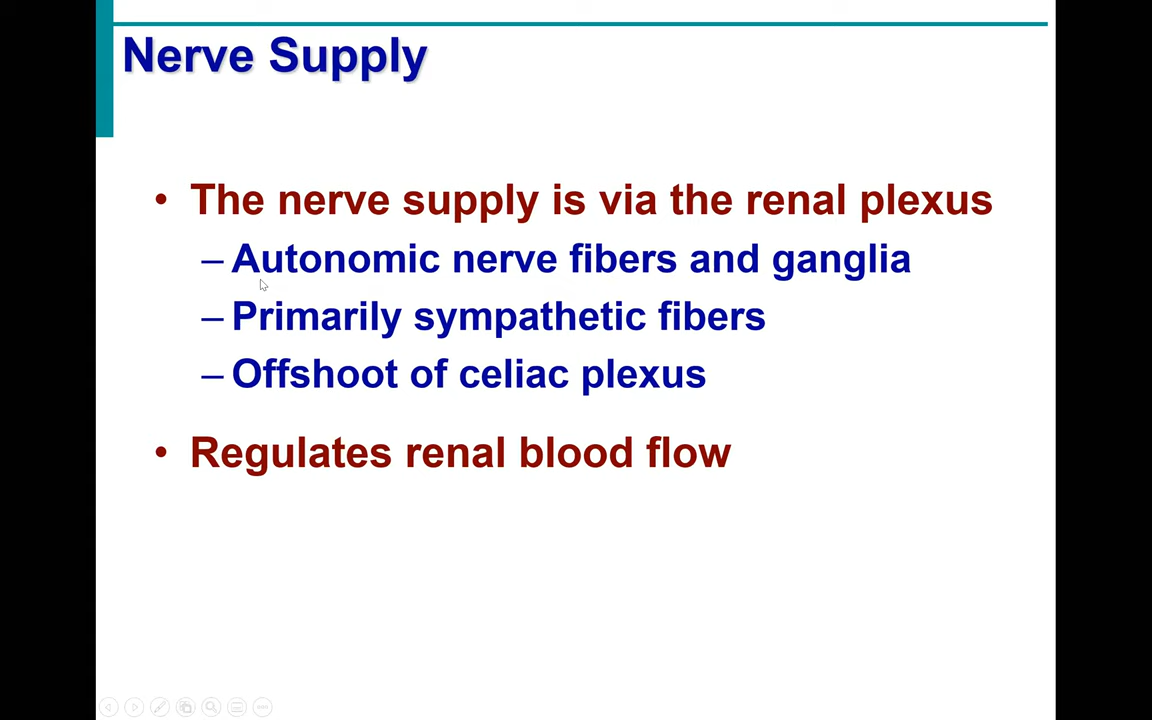 Nerve Supply
• The nerve supply is via the renal plexus
– Autonomic nerve fibers and ganglia
– Primarily sympathetic fibers
– Offshoot of celiac plexus
• Regulates renal blood flow